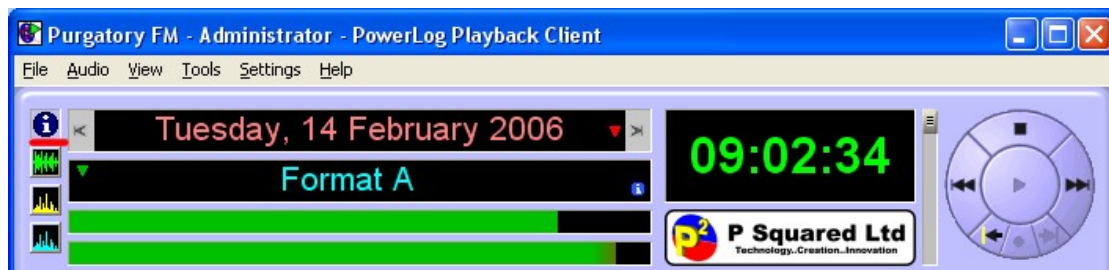 Purgatory FM - Administrator - PowerLog Playback Client
File Audio View Tools Settings Help
Tuesday, 14 February 2006
09:02:34
Format A
P2 P Squared Ltd
Technology..Creation..Innovation